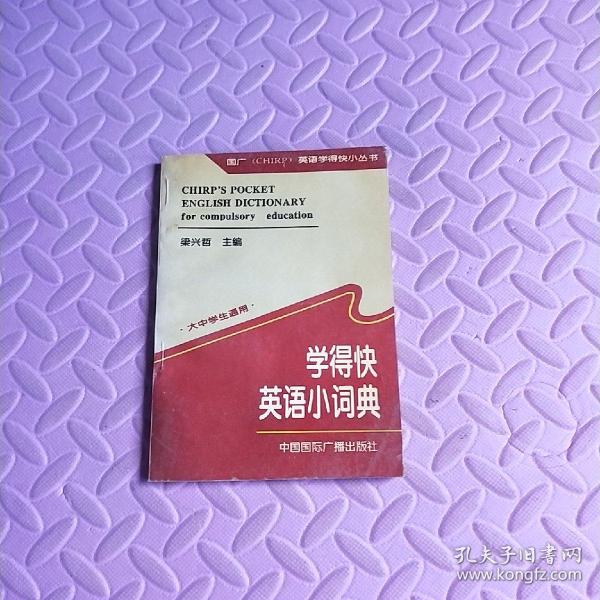 国广（CHIRP）英语学得快小丛书
CHIRP'S POCKET
ENGLISH DICTIONARY
for compulsory education
梁兴哲 主编
·大中学生适用·
学得快
英语小词典
中国国际广播出版社
孔夫子旧书网
www.kongfz.com